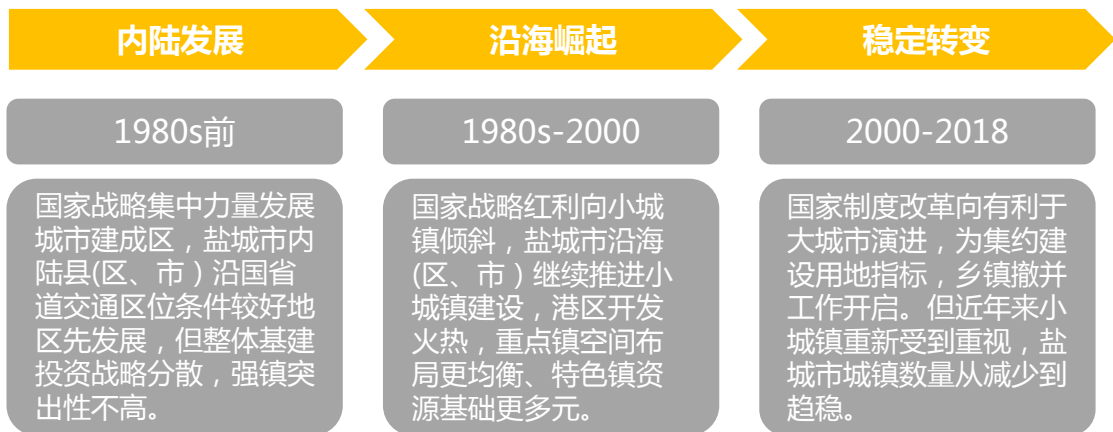 内陆发展
沿海崛起
稳定转变
1980s前
1980s-2000
2000-2018
国家战略集中力量发展
城市建成区，盐城市内
陆县(区、市）沿国省
道交通区位条件较好地
区先发展，但整体基建
投资战略分散，强镇突
出性不高。
国家战略红利向小城
镇倾斜，盐城市沿海
(区、市）继续推进小
城镇建设，港区开发
火热，重点镇空间布
局更均衡、特色镇资
源基础更多元。
国家制度改革向有利于
大城市演进，为集约建
设用地指标，乡镇撤并
工作开启。但近年来小
城镇重新受到重视，盐
城市城镇数量从减少到
趋稳。